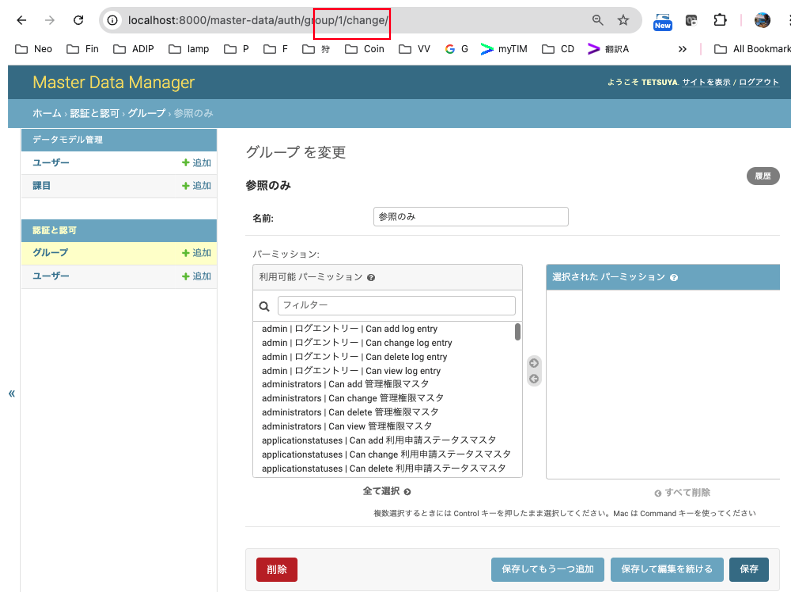 localhost:8000/master-data/auth/group/1/change/
New
Neo Fin ADIP lamp P F 狩 Coin VV G G myTIM CD 翻訳A » All Bookmark
Master Data Manager
ようこそ TETSUYA. サイトを表示 / ログアウト
ホーム › 認証と認可 › グループ › 参照のみ
データモデル管理
ユーザー + 追加
課目 + 追加
認証と認可
グループ + 追加
ユーザー + 追加
«
グループ を変更
参照のみ
履歴
名前: 参照のみ
パーミッション:
利用可能 パーミッション ?
フィルター
admin | ログエントリー | Can add log entry
admin | ログエントリー | Can change log entry
admin | ログエントリー | Can delete log entry
admin | ログエントリー | Can view log entry
administrators | Can add 管理権限マスタ
administrators | Can change 管理権限マスタ
administrators | Can delete 管理権限マスタ
administrators | Can view 管理権限マスタ
applicationstatuses | Can add 利用申請ステータスマスタ
applicationstatuses | Can change 利用申請ステータスマスタ
applicationstatuses | Can delete 利用申請ステータスマスタ
全て選択
選択された パーミッション ?
すべて削除
複数選択するときには Control キーを押したまま選択してください。Mac は Command キーを使ってください
削除
保存してもう一つ追加
保存して編集を続ける
保存